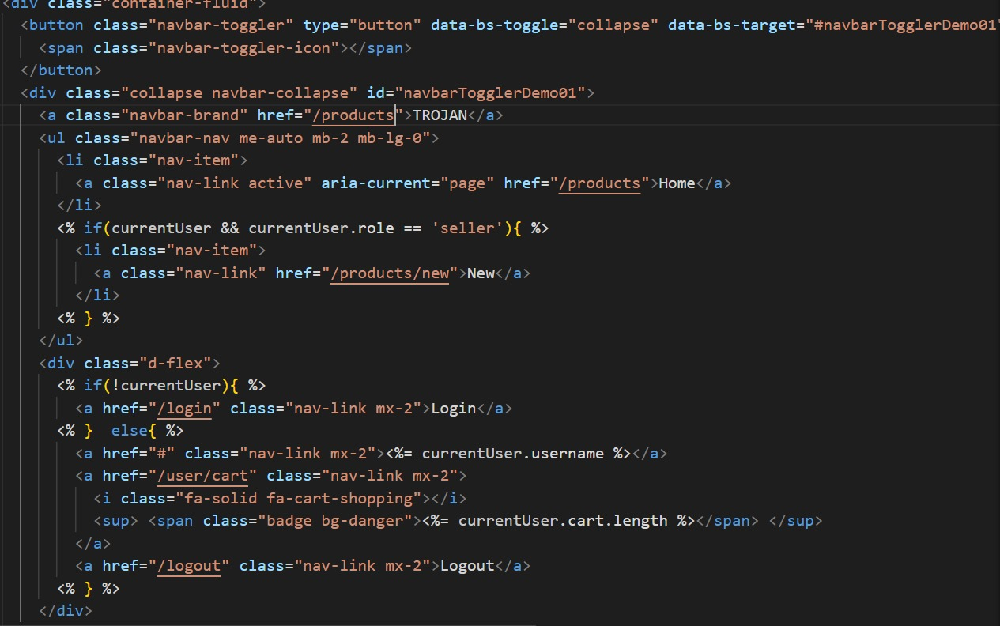 <div class="container-fluid">
<button class="navbar-toggler" type="button" data-bs-toggle="collapse" data-bs-target="#navbarTogglerDemo01"
<span class="navbar-toggler-icon"></span>
</button>
<div class="collapse navbar-collapse" id="navbarTogglerDemo01">
<a class="navbar-brand" href="/products">TROJAN</a>
<ul class="navbar-nav me-auto mb-2 mb-lg-0">
<li class="nav-item">
<a class="nav-link active" aria-current="page" href="/products">Home</a>
</li>
<% if(currentUser && currentUser.role == 'seller'){ %>
<li class="nav-item">
<a class="nav-link" href="/products/new">New</a>
</li>
<% } %>
</ul>
<div class="d-flex">
<% if(!currentUser){ %>
<a href="/login" class="nav-link mx-2">Login</a>
<% }  else{ %>
<a href="#" class="nav-link mx-2"><%= currentUser.username %></a>
<a href="/user/cart" class="nav-link mx-2">
<i class="fa-solid fa-cart-shopping"></i>
<sup> <span class="badge bg-danger"><%= currentUser.cart.length %></span> </sup>
</a>
<a href="/logout" class="nav-link mx-2">Logout</a>
<% } %>
</div>